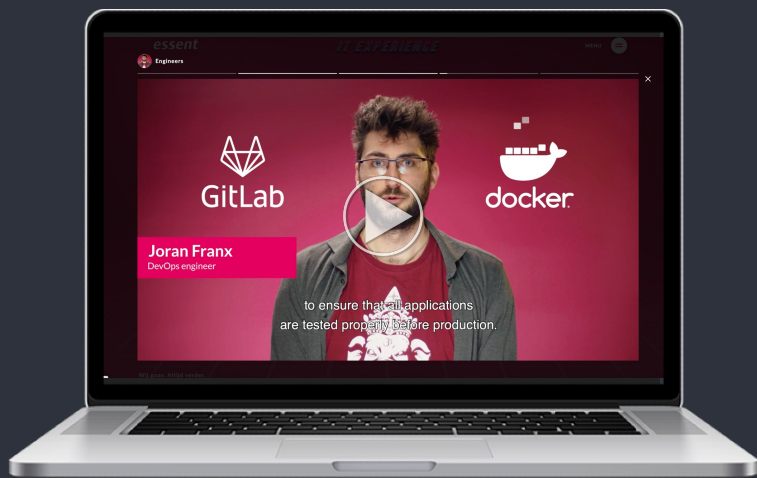 essent
IT EXPERIENCE
MENU
Engineers
GitLab
docker
Joran Franx
DevOps engineer
to ensure that all applications
are tested properly before production.